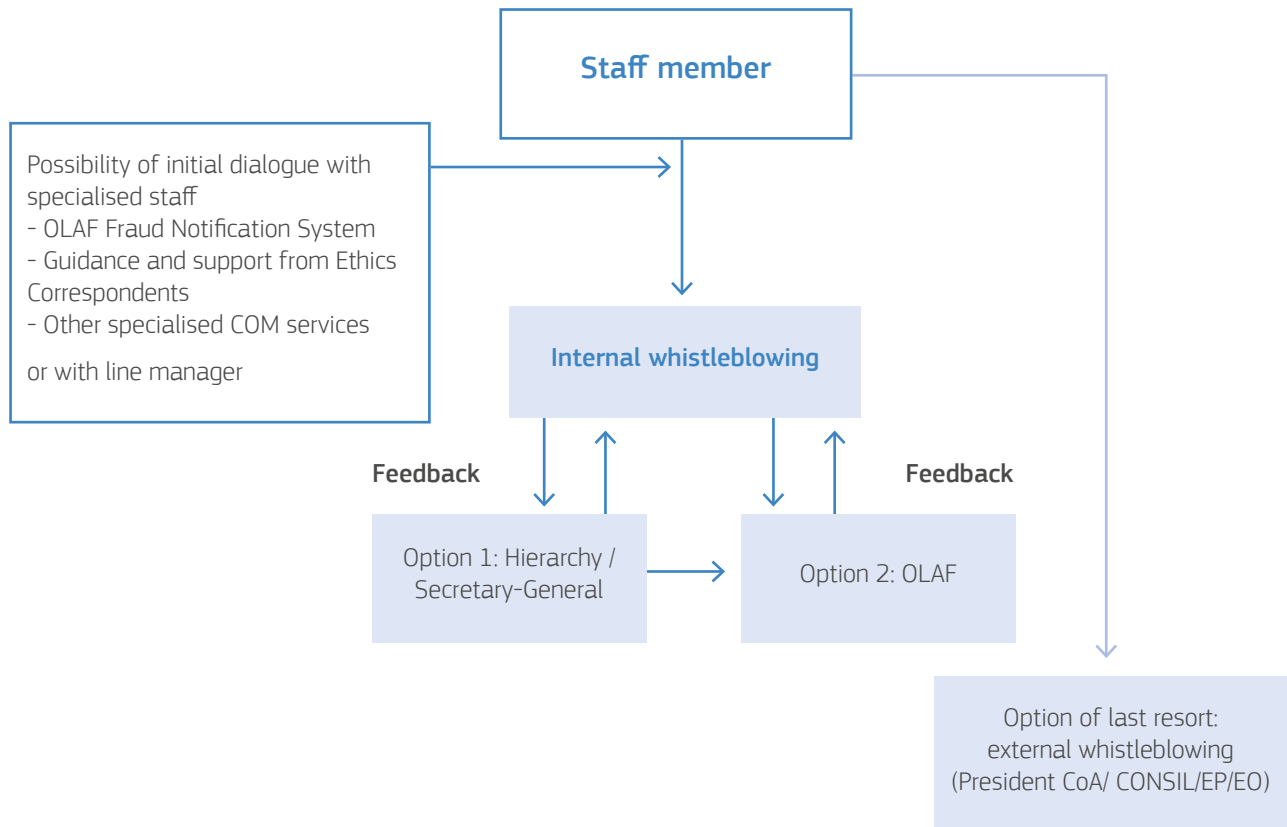 Staff member
Possibility of initial dialogue with
specialised staff
- OLAF Fraud Notification System
- Guidance and support from Ethics
Correspondents
- Other specialised COM services
or with line manager
Internal whistleblowing
Feedback
Feedback
Option 1: Hierarchy /
Secretary-General
Option 2: OLAF
Option of last resort:
external whistleblowing
(President CoA/ CONSIL/EP/EO)